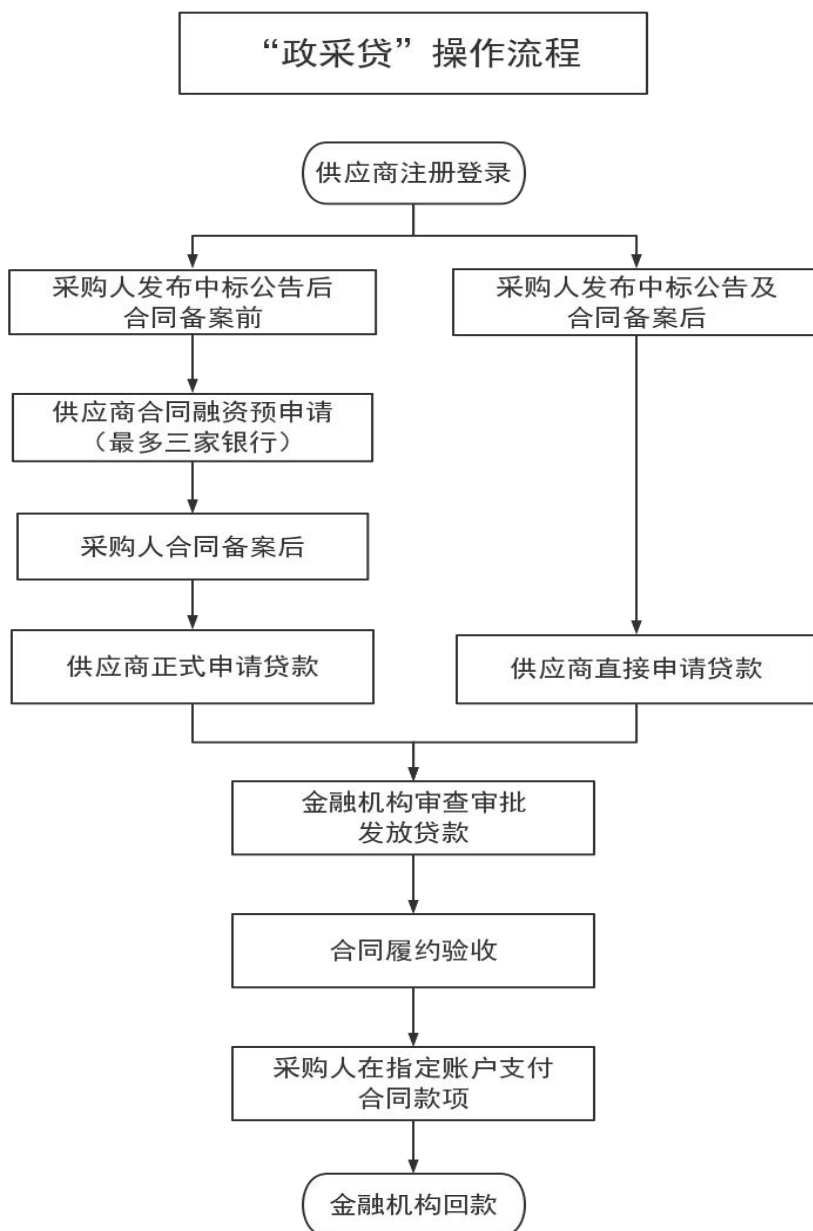 “政采贷”操作流程
供应商注册登录
采购人发布中标公告后
合同备案前
采购人发布中标公告及
合同备案后
供应商合同融资预申请
（最多三家银行）
采购人合同备案后
供应商正式申请贷款
供应商直接申请贷款
金融机构审查审批
发放贷款
合同履约验收
采购人在指定账户支付
合同款项
金融机构回款